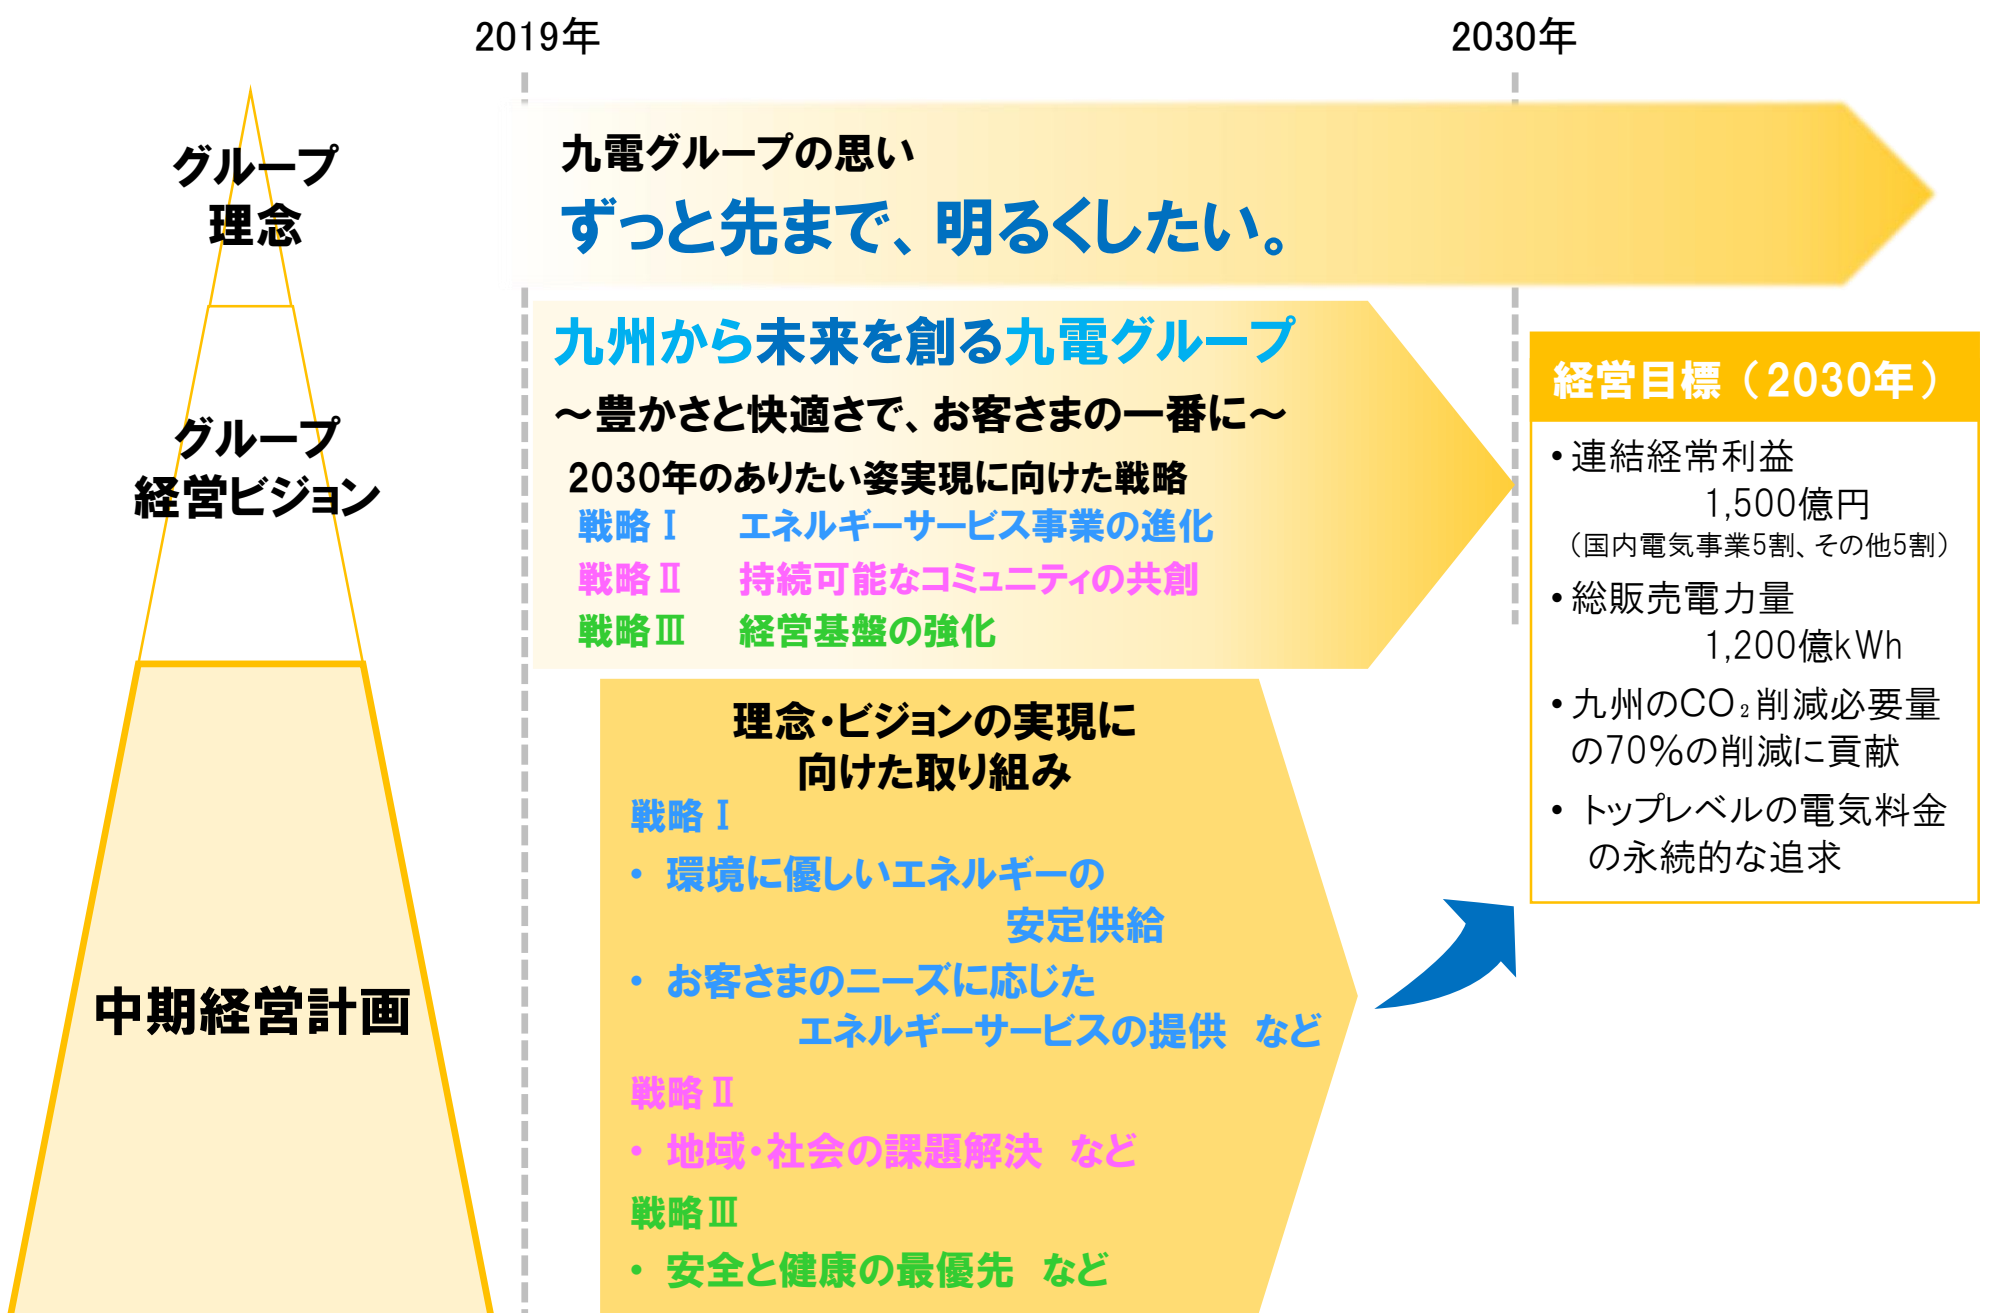 2019年
2030年
グループ
理念
九電グループの思い
ずっと先まで、明るくしたい。
グループ
経営ビジョン
九州から未来を創る九電グループ
～豊かさと快適さで、お客さまの一番に～
2030年のありたい姿実現に向けた戦略
戦略Ⅰ　エネルギーサービス事業の進化
戦略Ⅱ　持続可能なコミュニティの共創
戦略Ⅲ　経営基盤の強化
経営目標（2030年）
・連結経常利益
1,500億円
（国内電気事業5割、その他5割）
・総販売電力量
1,200億kWh
・九州のCO₂削減必要量
の70％の削減に貢献
・トップレベルの電気料金
の永続的な追求
中期経営計画
理念・ビジョンの実現に
向けた取り組み
戦略Ⅰ
・環境に優しいエネルギーの
安定供給
・お客さまのニーズに応じた
エネルギーサービスの提供　など
戦略Ⅱ
・地域・社会の課題解決　など
戦略Ⅲ
・安全と健康の最優先　など